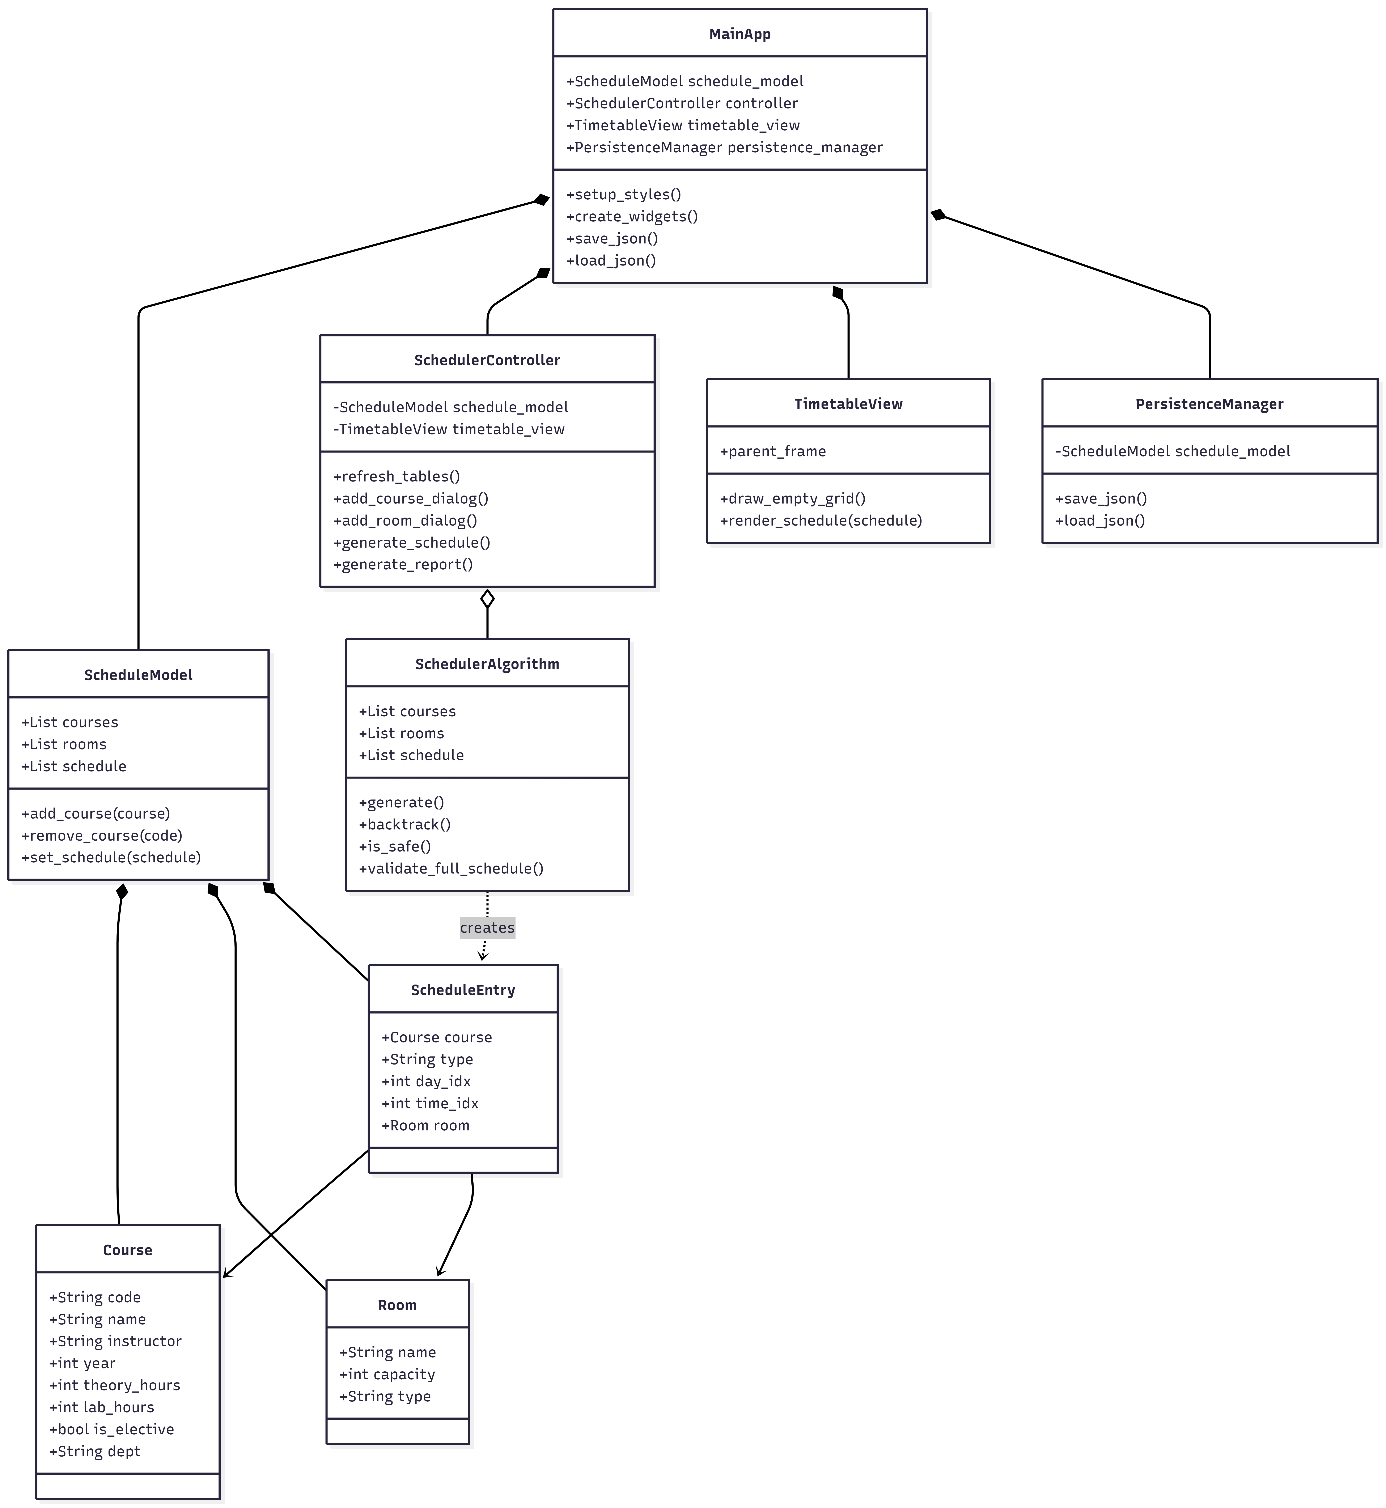 MainApp
+ScheduleModel schedule_model
+SchedulerController controller
+TimetableView timetable_view
+PersistenceManager persistence_manager
+setup_styles()
+create_widgets()
+save_json()
+load_json()
SchedulerController
-ScheduleModel schedule_model
-TimetableView timetable_view
+refresh_tables()
+add_course_dialog()
+add_room_dialog()
+generate_schedule()
+generate_report()
TimetableView
+parent_frame
+draw_empty_grid()
+render_schedule(schedule)
PersistenceManager
-ScheduleModel schedule_model
+save_json()
+load_json()
ScheduleModel
+List courses
+List rooms
+List schedule
+add_course(course)
+remove_course(code)
+set_schedule(schedule)
SchedulerAlgorithm
+List courses
+List rooms
+List schedule
+generate()
+backtrack()
+is_safe()
+validate_full_schedule()
creates
ScheduleEntry
+Course course
+String type
+int day_idx
+int time_idx
+Room room
Course
+String code
+String name
+String instructor
+int year
+int theory_hours
+int lab_hours
+bool is_elective
+String dept
Room
+String name
+int capacity
+String type